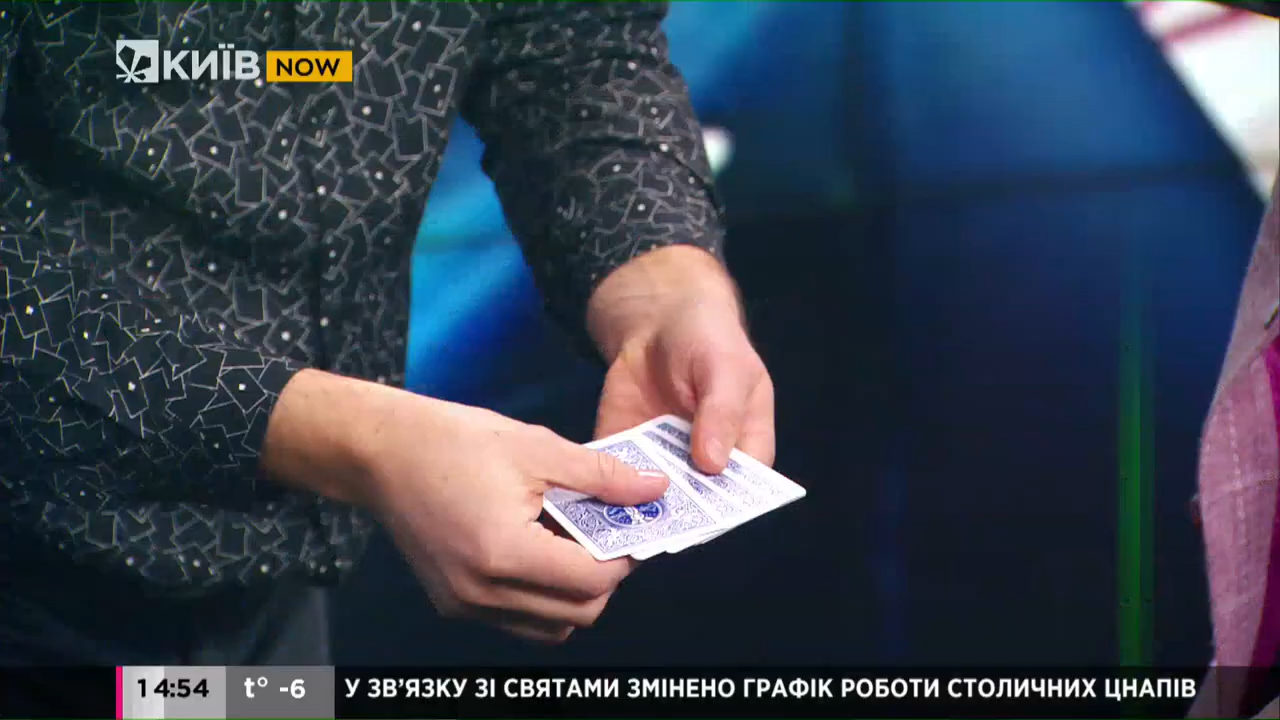 КИЇВ NOW
14:54 t° -6 У ЗВ'ЯЗКУ ЗІ СВЯТАМИ ЗМІНЕНО ГРАФІК РОБОТИ СТОЛИЧНИХ ЦНАПІВ